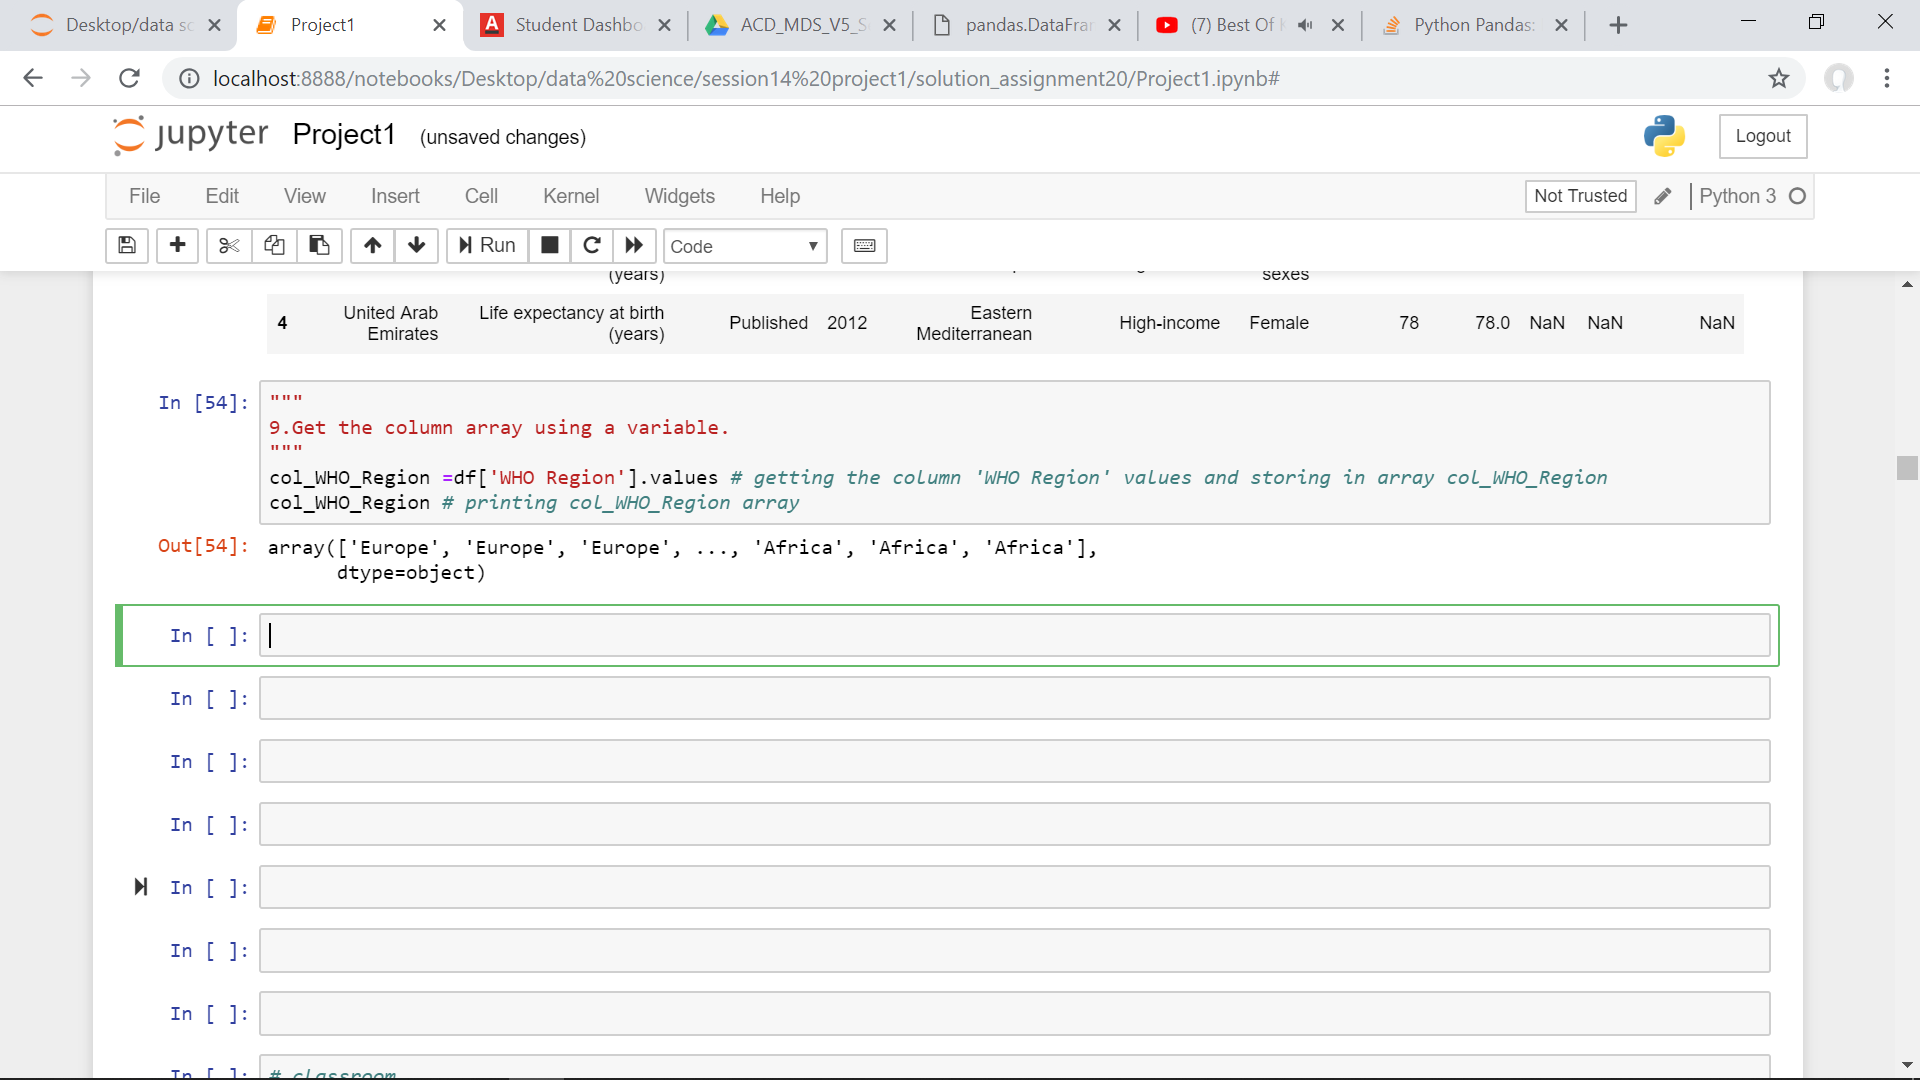 Desktop/data sc
Project1
Student Dashbo
ACD_MDS_V5_S
pandas.DataFrar
(7) Best Of
Python Pandas:
localhost:8888/notebooks/Desktop/data%20science/session14%20project1/solution_assignment20/Project1.ipynb#
jupyter Project1 (unsaved changes)
Logout
File Edit View Insert Cell Kernel Widgets Help
Not Trusted
Python 3
Run
Code
(years)
sexes
4 United Arab Emirates Life expectancy at birth (years) Published 2012 Eastern Mediterranean High-income Female 78 78.0 NaN NaN NaN
In [54]:
"""
9.Get the column array using a variable.
"""
col_WHO_Region =df['WHO Region'].values # getting the column 'WHO Region' values and storing in array col_WHO_Region
col_WHO_Region # printing col_WHO_Region array
Out[54]: array(['Europe', 'Europe', 'Europe', ..., 'Africa', 'Africa', 'Africa'],
dtype=object)
In [ ]:
In [ ]:
In [ ]:
In [ ]:
In [ ]:
In [ ]:
In [ ]:
In [ ]: # classroom